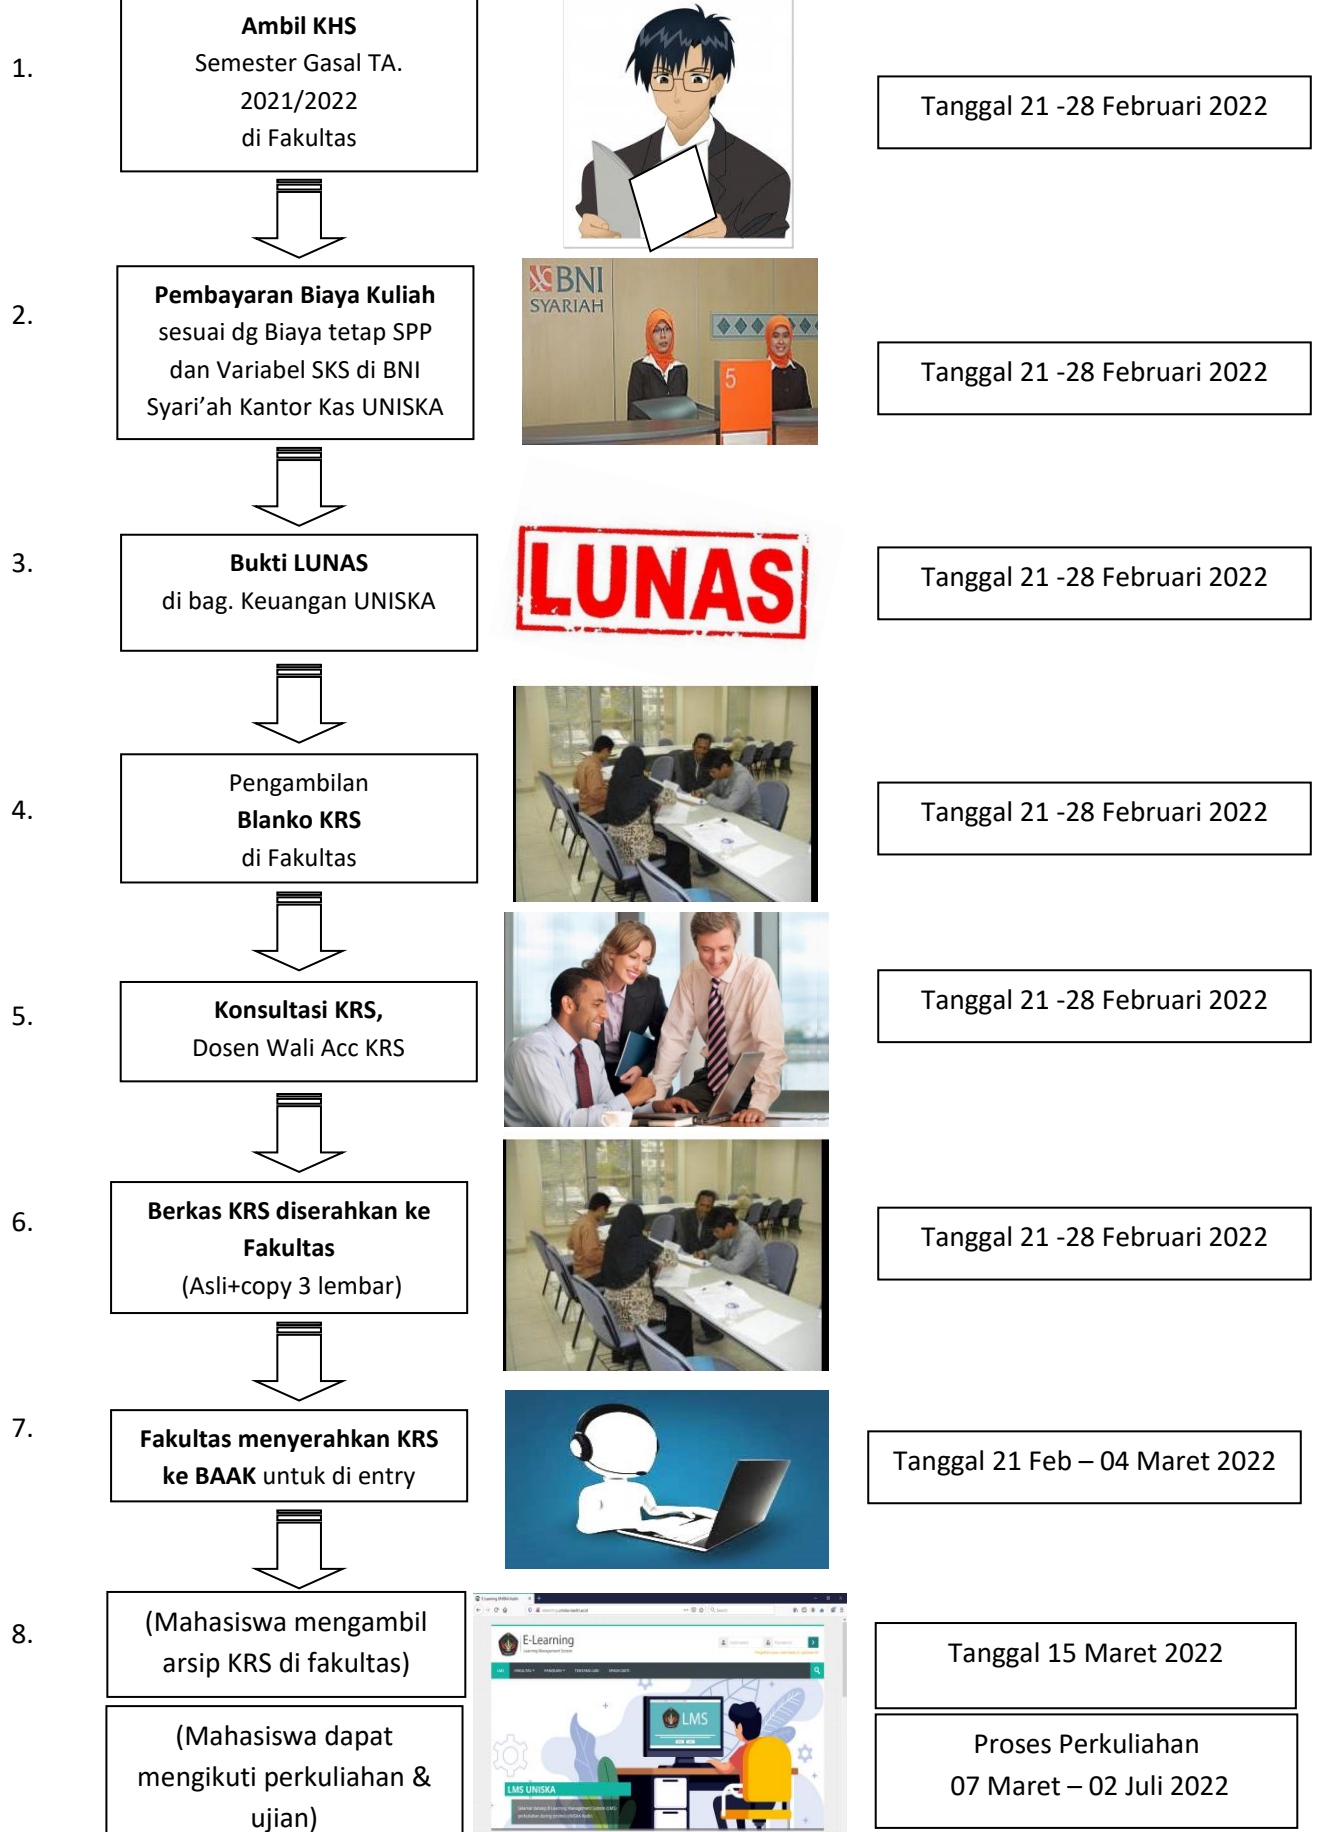 1.
Ambil KHS
Semester Gasal TA.
2021/2022
di Fakultas
Tanggal 21 -28 Februari 2022
2.
Pembayaran Biaya Kuliah
sesuai dg Biaya tetap SPP
dan Variabel SKS di BNI
Syari’ah Kantor Kas UNISKA
BNI
SYARIAH
5
Tanggal 21 -28 Februari 2022
3.
Bukti LUNAS
di bag. Keuangan UNISKA
LUNAS
Tanggal 21 -28 Februari 2022
4.
Pengambilan
Blanko KRS
di Fakultas
Tanggal 21 -28 Februari 2022
5.
Konsultasi KRS,
Dosen Wali Acc KRS
Tanggal 21 -28 Februari 2022
6.
Berkas KRS diserahkan ke
Fakultas
(Asli+copy 3 lembar)
Tanggal 21 -28 Februari 2022
7.
Fakultas menyerahkan KRS
ke BAAK untuk di entry
Tanggal 21 Feb – 04 Maret 2022
8.
(Mahasiswa mengambil
arsip KRS di fakultas)
E-Learning
Learning Management System
LMS
LMS UNISKA
Tanggal 15 Maret 2022
(Mahasiswa dapat
mengikuti perkuliahan &
ujian)
Proses Perkuliahan
07 Maret – 02 Juli 2022